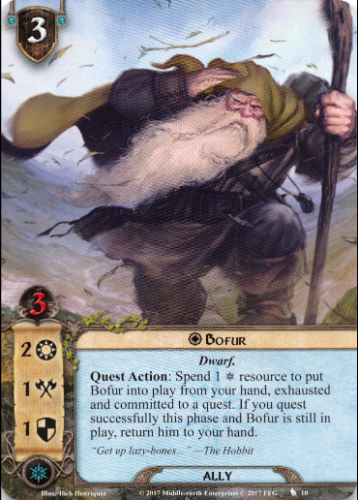 3
3
2
1
1
Bofur
Dwarf.
Quest Action: Spend 1 resource to put
Bofur into play from your hand, exhausted
and committed to a quest. If you quest
successfully this phase and Bofur is still in
play, return him to your hand.
"Get up lazy-bones..." —The Hobbit
ALLY
Illus. Rich Henriquez
© 2017 Middle-earth Enterprises © 2017 FFG
10